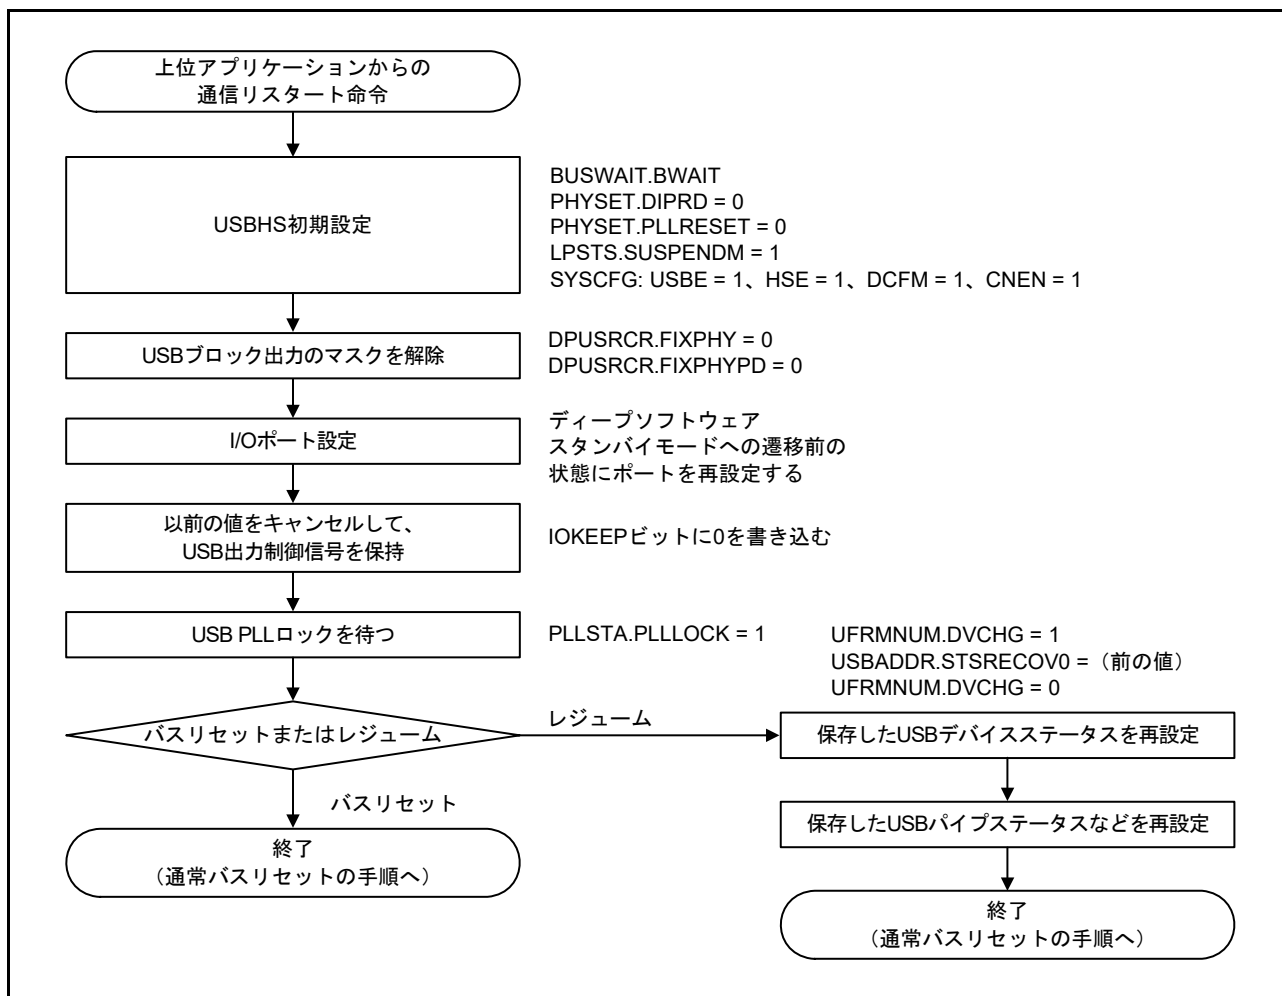 上位アプリケーションからの
通信リスタート命令
USBHS初期設定
BUSWAIT.BWAIT
PHYSET.DIPRD = 0
PHYSET.PLLRESET = 0
LPSTS.SUSPENDM = 1
SYSCFG: USBE = 1、HSE = 1、DCFM = 1、CNEN = 1
USBブロック出力のマスクを解除
DPUSRCR.FIXPHY = 0
DPUSRCR.FIXPHYPD = 0
I/Oポート設定
ディープソフトウェア
スタンバイモードへの遷移前の
状態にポートを再設定する
以前の値をキャンセルして、
USB出力制御信号を保持
IOKEEPビットに0を書き込む
USB PLLロックを待つ
PLLSTA.PLLLOCK = 1
UFRMNUM.DVCHG = 1
USBADDR.STSRECOV0 =（前の値）
UFRMNUM.DVCHG = 0
バスリセットまたはレジューム
レジューム
保存したUSBデバイスステータスを再設定
バスリセット
保存したUSBパイプステータスなどを再設定
終了
（通常バスリセットの手順へ）
終了
（通常バスリセットの手順へ）